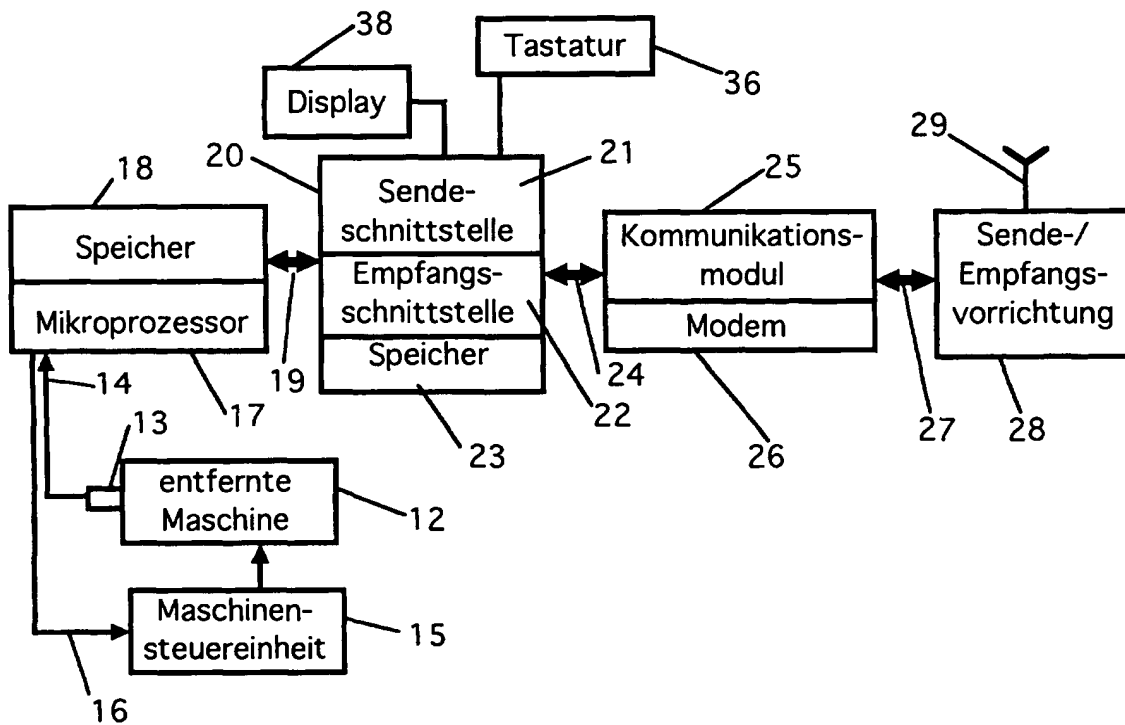 38
Tastatur
36
Display
29
20
21
18
25
Sende-
schnittstelle
Speicher
Kommunikations-
modul
Sende-/
Empfangs-
vorrichtung
Empfangs-
schnittstelle
Mikroprozessor
Modem
Speicher
14
19
24
22
13
17
23
26
27
28
entfernte
Maschine
12
Maschinen-
steuereinheit
15
16